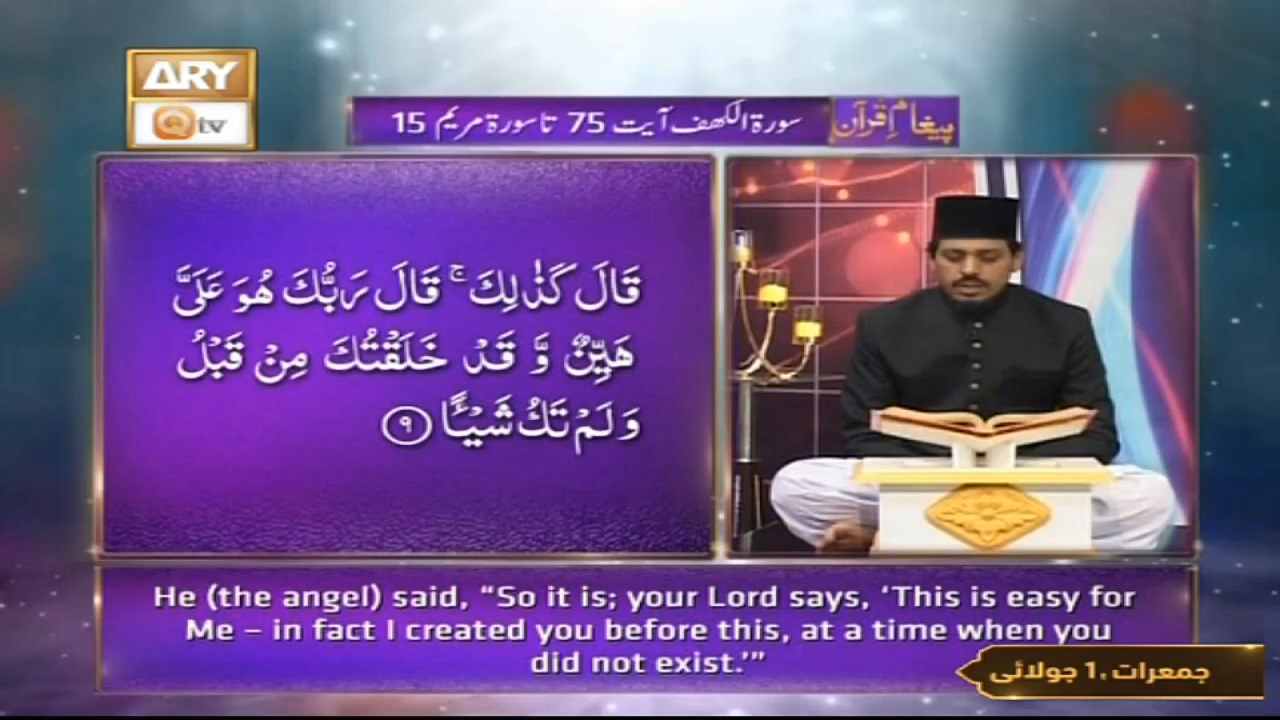 ARY
Qtv
پیغامِ قرآن
سورۃ الکھف آیت 75 تا سورۃ مریم 15
قَالَ كَذٰلِكَ ۚ قَالَ رَبُّكَ هُوَ عَلَیَّ
هَیِّنٌ وَّ قَدْ خَلَقْتُكَ مِنْ قَبْلُ
وَ لَمْ تَكُ شَیْـًٔا ۹
He (the angel) said, “So it is; your Lord says, ‘This is easy for
Me – in fact I created you before this, at a time when you
did not exist.’”
جمعرات، 1 جولائی